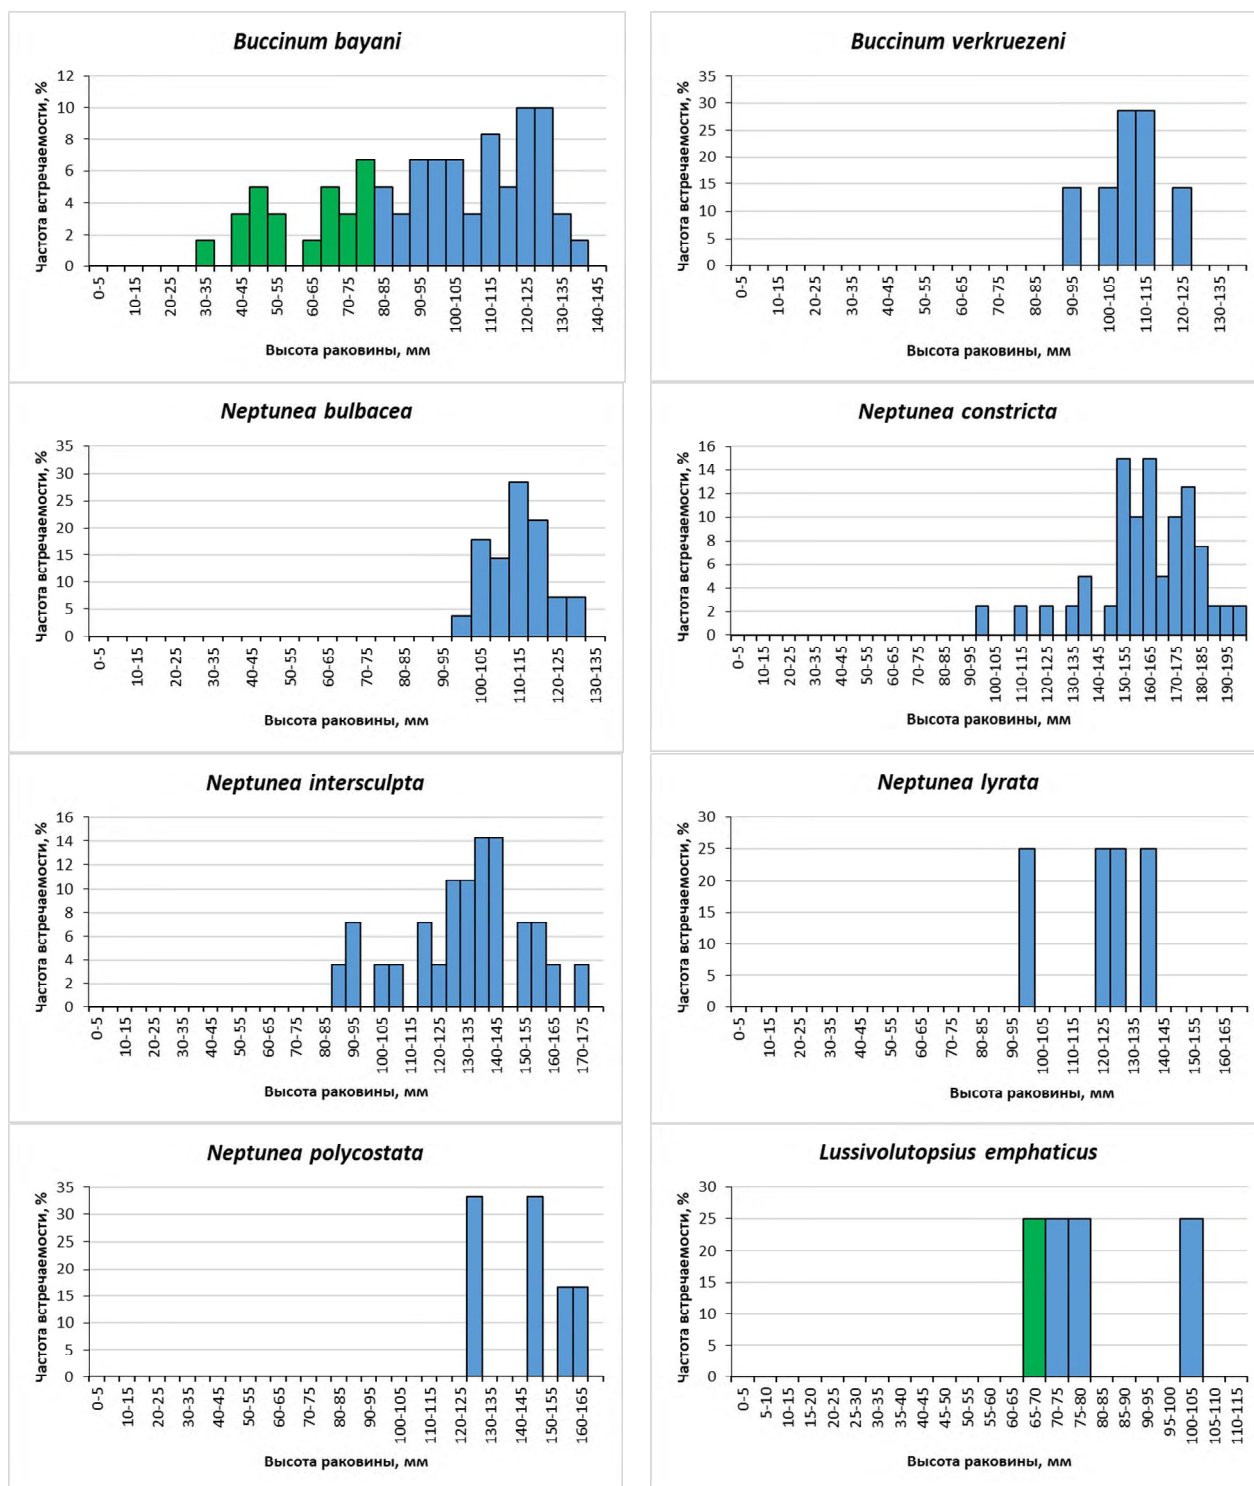 Buccinum bayani
Частота встречаемости, %
12
10
8
6
4
2
0
0-5 10-15 20-25 30-35 40-45 50-55 60-65 70-75 80-85 90-95 100-105 110-115 120-125 130-135 140-145
Высота раковины, мм
Buccinum verkruezeni
Частота встречаемости, %
35
30
25
20
15
10
5
0
0-5 10-15 20-25 30-35 40-45 50-55 60-65 70-75 80-85 90-95 100-105 110-115 120-125 130-135
Высота раковины, мм
Neptunea bulbacea
Частота встречаемости, %
35
30
25
20
15
10
5
0
0-5 10-15 20-25 30-35 40-45 50-55 60-65 70-75 80-85 90-95 100-105 110-115 120-125 130-135
Высота раковины, мм
Neptunea constricta
Частота встречаемости, %
16
14
12
10
8
6
4
2
0
0-5 10-15 20-25 30-35 40-45 50-55 60-65 70-75 80-85 90-95 100-105 110-115 120-125 130-135 140-145 150-155 160-165 170-175 180-185 190-195
Высота раковины, мм
Neptunea intersculpta
Частота встречаемости, %
16
14
12
10
8
6
4
2
0
0-5 10-15 20-25 30-35 40-45 50-55 60-65 70-75 80-85 90-95 100-105 110-115 120-125 130-135 140-145 150-155 160-165 170-175
Высота раковины, мм
Neptunea lyrata
Частота встречаемости, %
30
25
20
15
10
5
0
0-5 10-15 20-25 30-35 40-45 50-55 60-65 70-75 80-85 90-95 100-105 110-115 120-125 130-135 140-145 150-155 160-165
Высота раковины, мм
Neptunea polycostata
Частота встречаемости, %
35
30
25
20
15
10
5
0
0-5 10-15 20-25 30-35 40-45 50-55 60-65 70-75 80-85 90-95 100-105 110-115 120-125 130-135 140-145 150-155 160-165
Высота раковины, мм
Lussivolutopsius emphaticus
Частота встречаемости, %
30
25
20
15
10
5
0
0-5 5-10 10-15 15-20 20-25 25-30 30-35 35-40 40-45 45-50 50-55 55-60 60-65 65-70 70-75 75-80 80-85 85-90 90-95 95-100 100-105 105-110 110-115
Высота раковины, мм